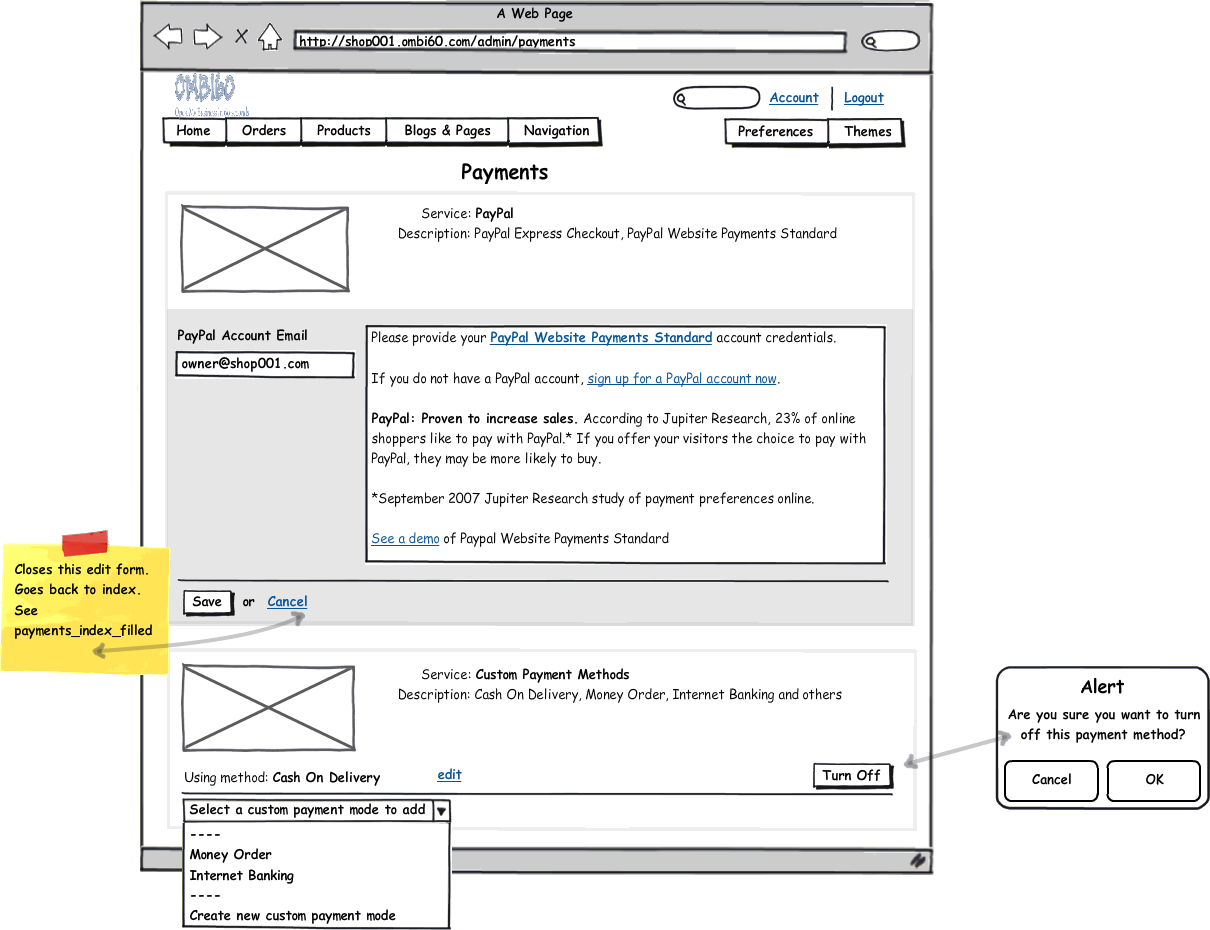 A Web Page
http://shop001.ombi60.com/admin/payments
OMBI60
Account
Logout
Home Orders Products Blogs & Pages Navigation Preferences Themes
Payments
Service: PayPal
Description: PayPal Express Checkout, PayPal Website Payments Standard
PayPal Account Email
owner@shop001.com
Please provide your PayPal Website Payments Standard account credentials.
If you do not have a PayPal account, sign up for a PayPal account now.
PayPal: Proven to increase sales. According to Jupiter Research, 23% of online
shoppers like to pay with PayPal.* If you offer your visitors the choice to pay with
PayPal, they may be more likely to buy.
*September 2007 Jupiter Research study of payment preferences online.
See a demo of Paypal Website Payments Standard
Closes this edit form.
Goes back to index.
See
payments_index_filled
Save or Cancel
Service: Custom Payment Methods
Description: Cash On Delivery, Money Order, Internet Banking and others
Using method: Cash On Delivery edit
Turn Off
Select a custom payment mode to add
----
Money Order
Internet Banking
----
Create new custom payment mode
Alert
Are you sure you want to turn
off this payment method?
Cancel OK